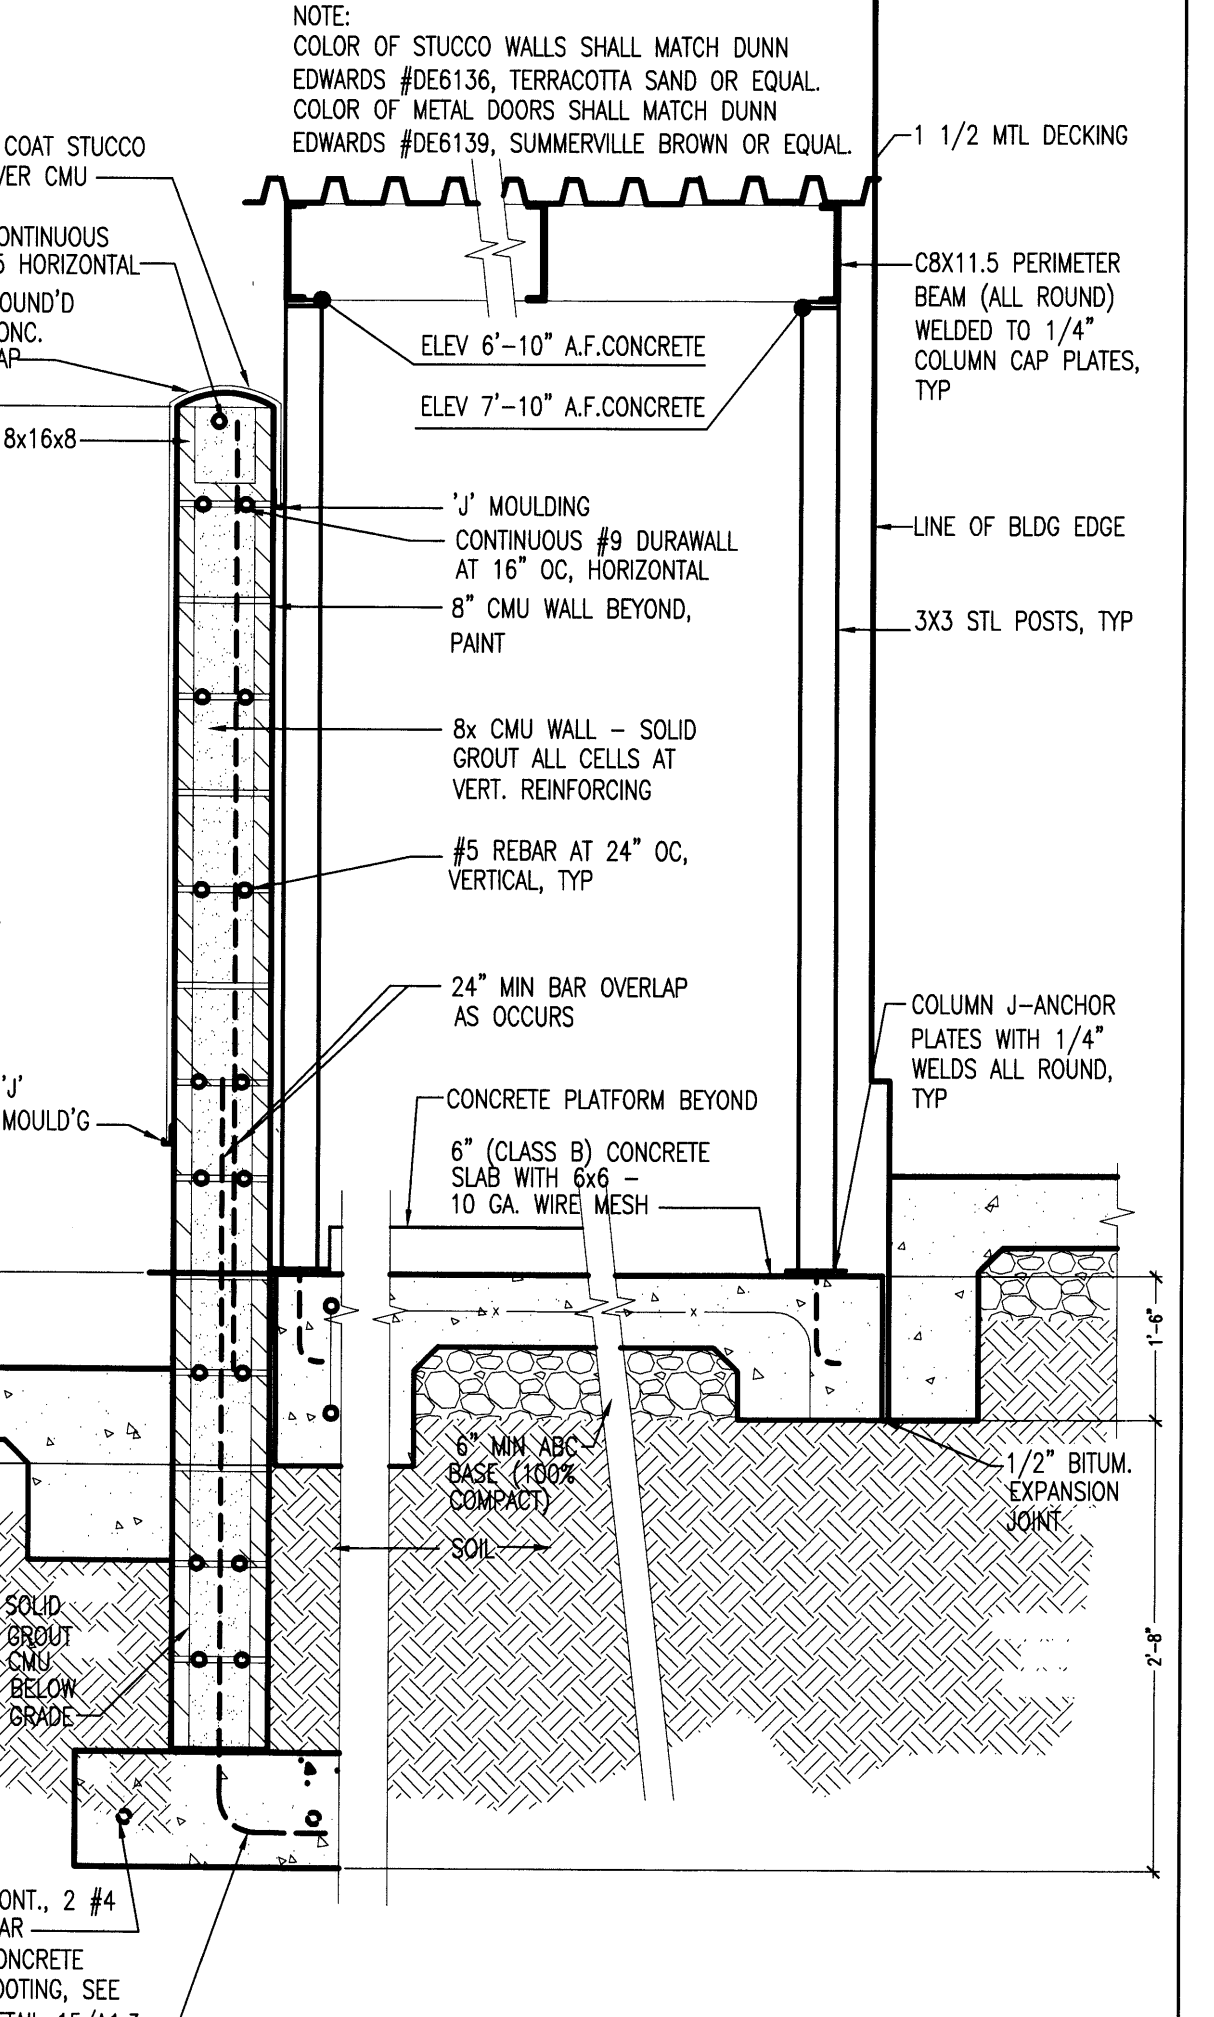 NOTE:
COLOR OF STUCCO WALLS SHALL MATCH DUNN
EDWARDS #DE6136, TERRACOTTA SAND OR EQUAL.
COLOR OF METAL DOORS SHALL MATCH DUNN
EDWARDS #DE6139, SUMMERVILLE BROWN OR EQUAL.
COAT STUCCO
VER CMU
ONTINUOUS
5 HORIZONTAL
OUND'D
ONC.
AP
8x16x8
1 1/2 MTL DECKING
C8X11.5 PERIMETER
BEAM (ALL ROUND)
WELDED TO 1/4"
COLUMN CAP PLATES,
TYP
ELEV 6'-10" A.F.CONCRETE
ELEV 7'-10" A.F.CONCRETE
'J' MOULDING
CONTINUOUS #9 DURAWALL
AT 16" OC, HORIZONTAL
8" CMU WALL BEYOND,
PAINT
LINE OF BLDG EDGE
3X3 STL POSTS, TYP
8x CMU WALL - SOLID
GROUT ALL CELLS AT
VERT. REINFORCING
#5 REBAR AT 24" OC,
VERTICAL, TYP
24" MIN BAR OVERLAP
AS OCCURS
COLUMN J-ANCHOR
PLATES WITH 1/4"
WELDS ALL ROUND,
TYP
'J'
MOULD'G
CONCRETE PLATFORM BEYOND
6" (CLASS B) CONCRETE
SLAB WITH 6x6 -
10 GA. WIRE MESH
1'-6"
6" MIN ABC
BASE (100%
COMPACT)
SOIL
1/2" BITUM.
EXPANSION
JOINT
2'-8"
SOLID
GROUT
CMU
BELOW
GRADE
ONT., 2 #4
AR
ONCRETE
OOTING, SEE